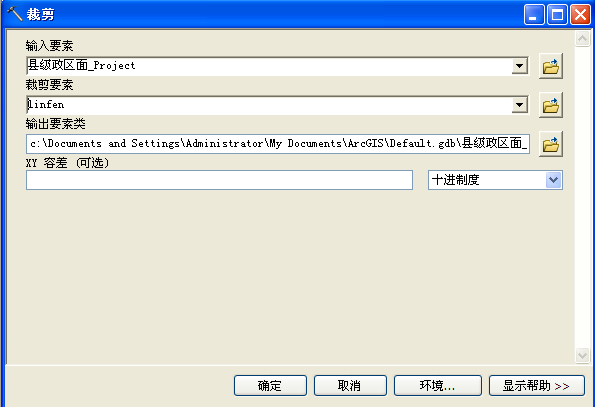 裁剪
输入要素
县级政区面_Project
裁剪要素
linfen
输出要素类
c:\Documents and Settings\Administrator\My Documents\ArcGIS\Default.gdb\县级政区面_
XY 容差 (可选)
十进制度
确定 取消 环境... 显示帮助 >>